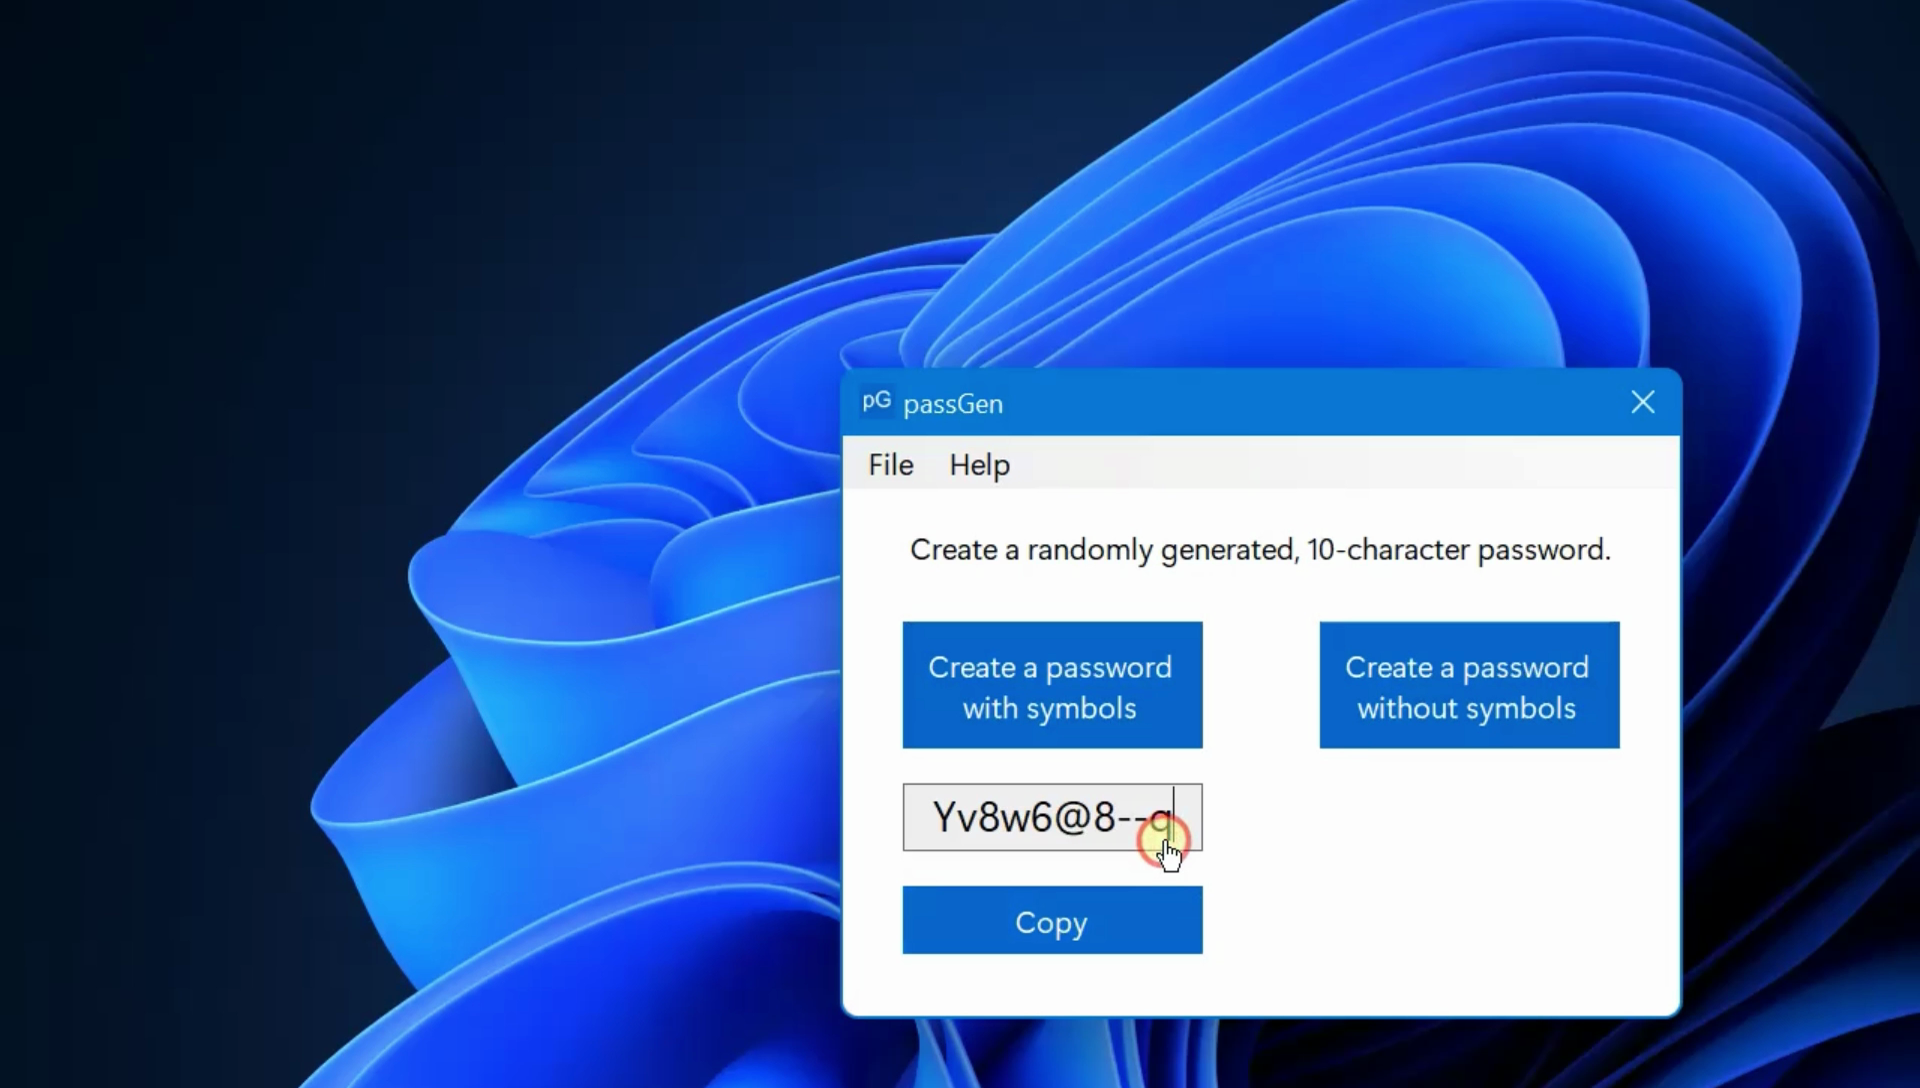 pG passGen
File Help
Create a randomly generated, 10-character password.
Create a password
with symbols
Create a password
without symbols
Yv8w6@8--q
Copy